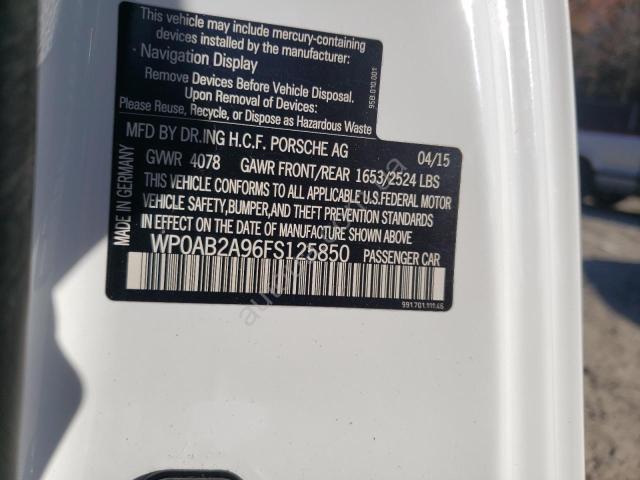 This vehicle may include mercury-containing
devices installed by the manufacturer:
- Navigation Display
Remove Devices Before Vehicle Disposal.
Upon Removal of Devices:
Please Reuse, Recycle, or Dispose as Hazardous Waste
958.010.001
MFD BY DR.ING H.C.F. PORSCHE AG 04/15
GVWR 4078 GAWR FRONT/REAR 1653/2524 LBS
THIS VEHICLE CONFORMS TO ALL APPLICABLE U.S.FEDERAL MOTOR
VEHICLE SAFETY,BUMPER,AND THEFT PREVENTION STANDARDS
IN EFFECT ON THE DATE OF MANUFACTURE SHOWN ABOVE.
WP0AB2A96FS125850 PASSENGER CAR
MADE IN GERMANY
991.701.111.46